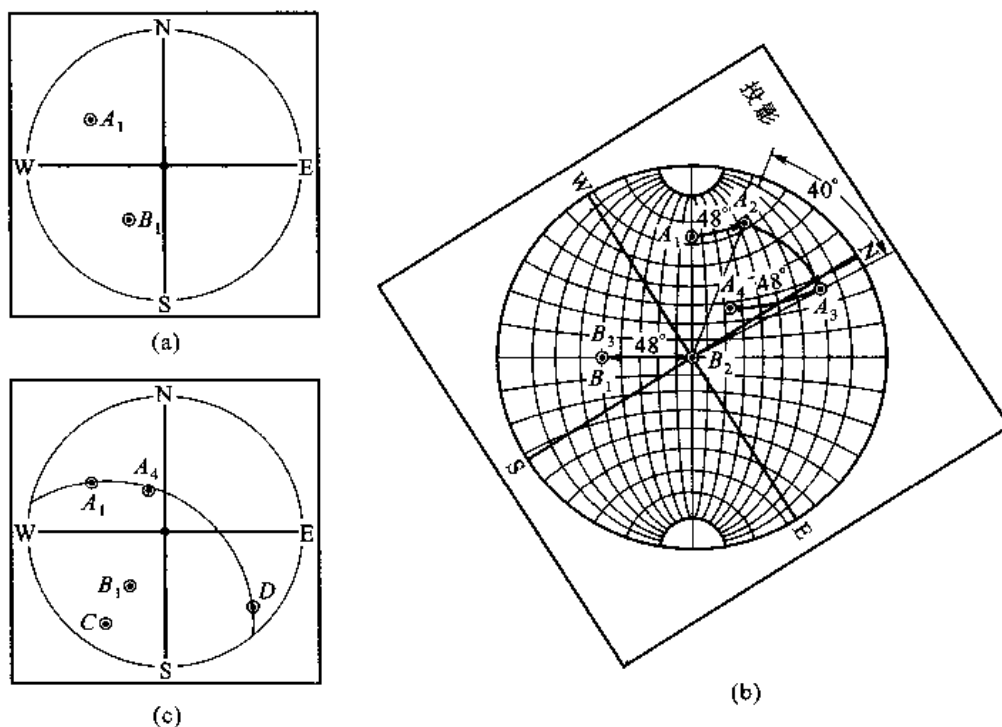 N
A₁
W
E
B₁
S
(a)
投影
40°
W
48°
A₂
A₁
N
A₄
48°
A₃
B₃
48°
B₂
B₁
S
E
(b)
N
A₄
A₁
W
E
B₁
D
C
S
(c)